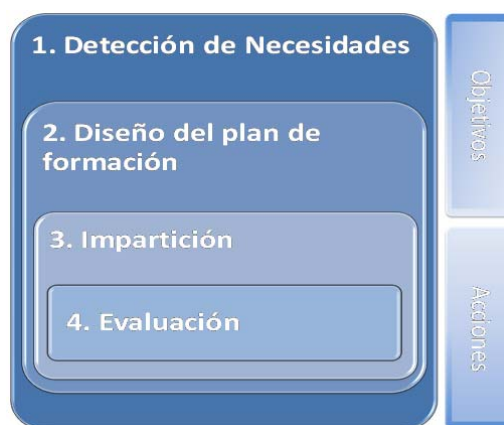 1. Detección de Necesidades
2. Diseño del plan de
formación
3. Impartición
4. Evaluación
Objetivos
Acciones